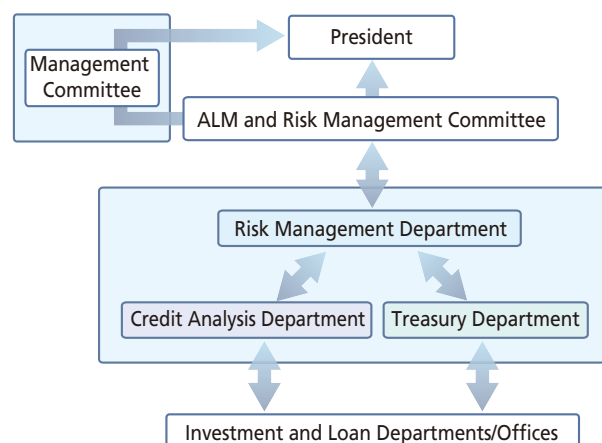 President
Management
Committee
ALM and Risk Management Committee
Risk Management Department
Credit Analysis Department
Treasury Department
Investment and Loan Departments/Offices